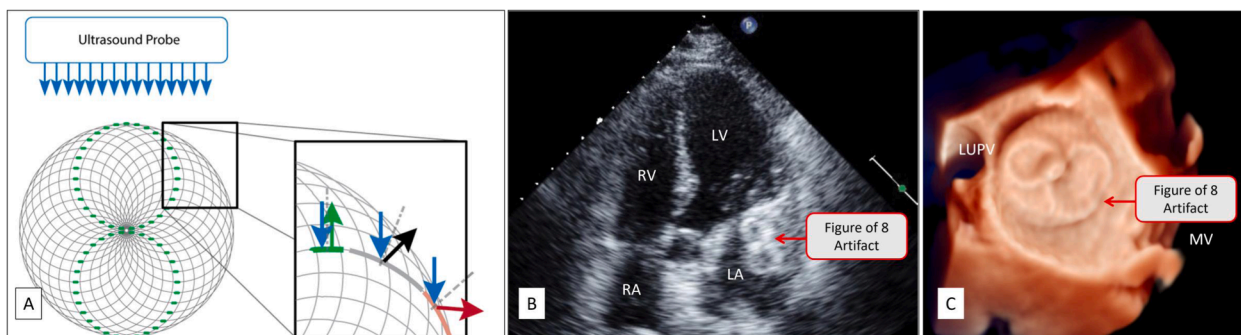 Ultrasound Probe
A
P
LV
RV
Figure of 8
Artifact
LA
RA
B
LUPV
Figure of 8
Artifact
MV
C